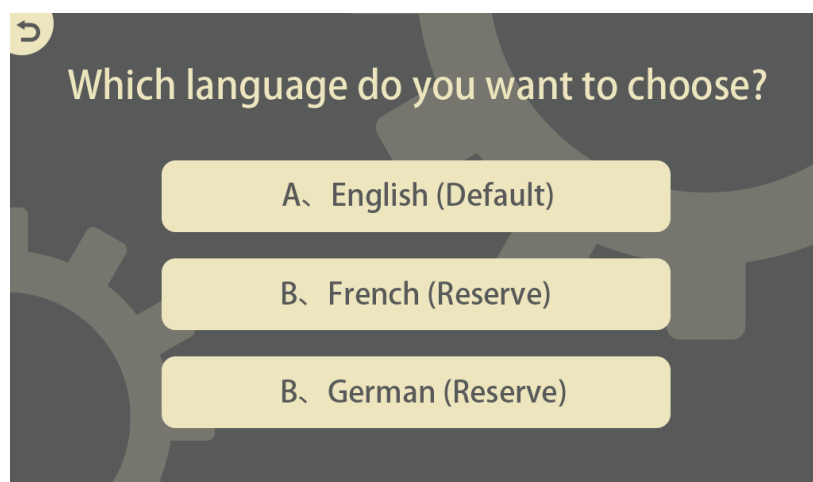 Which language do you want to choose?
A、English (Default)
B、French (Reserve)
B、German (Reserve)